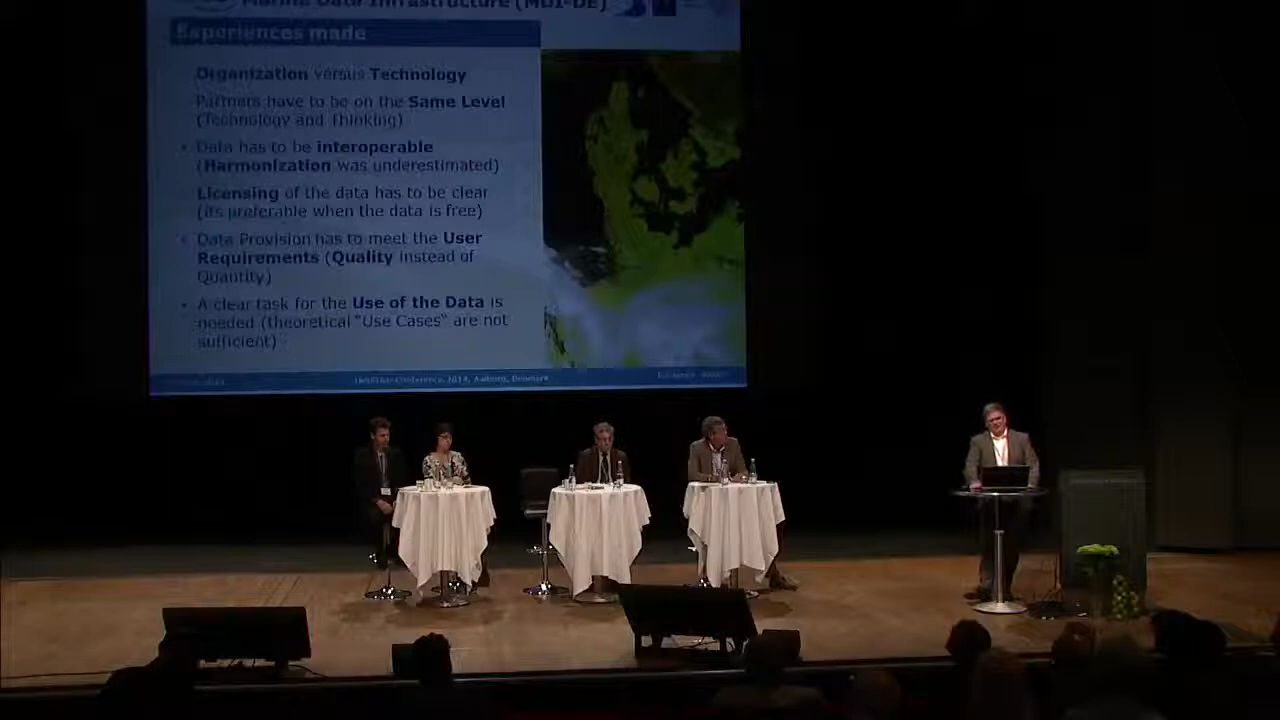 Marine Data Infrastructure (MDI-DE)
Experiences made
Organization versus Technology
Partners have to be on the Same Level
(Technology and Thinking)
• Data has to be interoperable
(Harmonization was underestimated)
Licensing of the data has to be clear
(its preferable when the data is free)
• Data Provision has to meet the User
Requirements (Quality instead of
Quantity)
• A clear task for the Use of the Data is
needed (theoretical "Use Cases" are not
sufficient)
Conference 2014, Aalborg, Denmark